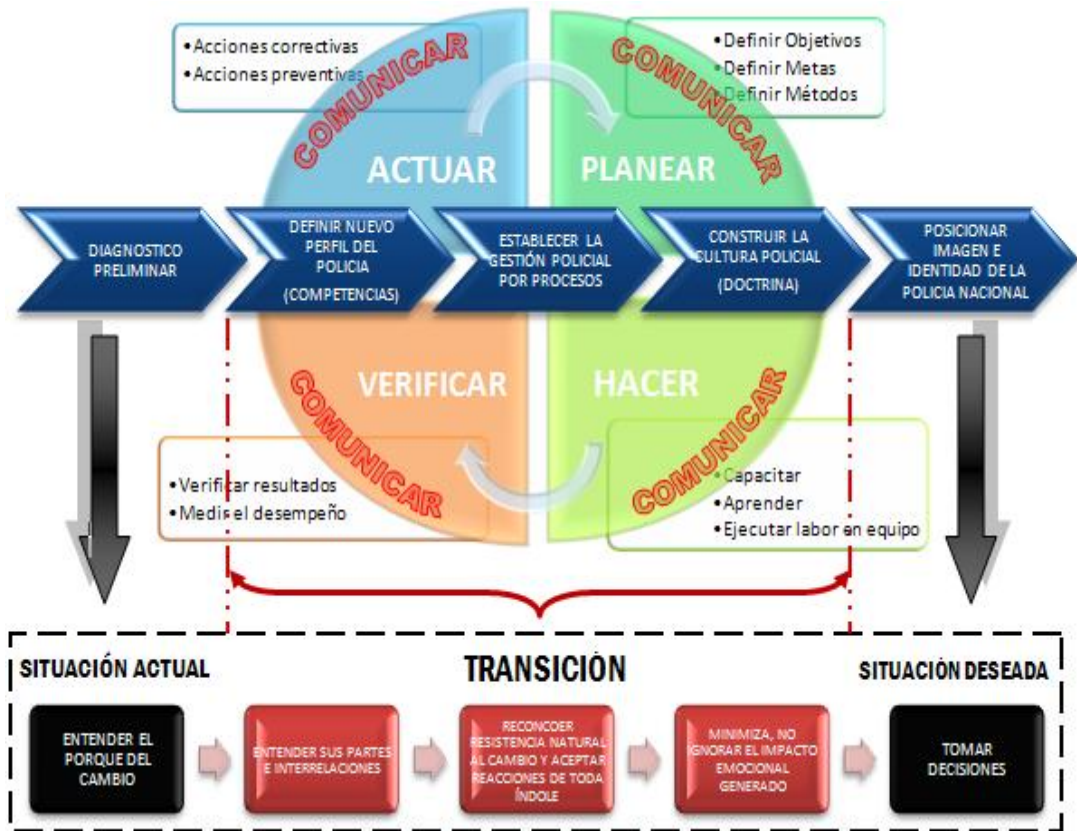 •Acciones correctivas
•Acciones preventivas
COMUNICAR
ACTUAR
•Definir Objetivos
•Definir Metas
•Definir Métodos
COMUNICAR
PLANEAR
DIAGNOSTICO
PRELIMINAR
DEFINIR NUEVO
PERFIL DEL
POLICIA
(COMPETENCIAS)
ESTABLECER LA
GESTIÓN POLICIAL
POR PROCESOS
CONSTRUIR LA
CULTURA POLICIAL
(DOCTRINA)
POSICIONAR
IMAGEN E
IDENTIDAD DE LA
POLICIA NACIONAL
VERIFICAR
COMUNICAR
•Verificar resultados
•Medir el desempeño
HACER
COMUNICAR
•Capacitar
•Aprender
•Ejecutar labor en equipo
SITUACIÓN ACTUAL
TRANSICIÓN
SITUACIÓN DESEADA
ENTENDER EL
PORQUE DEL
CAMBIO
ENTENDER SUS PARTES
E INTERRELACIONES
RECONCOER
RESISTENCIA NATURAL
AL CAMBIO Y ACEPTAR
REACCIONES DE TODA
ÍNDOLE
MINIMIZA, NO
IGNORAR EL IMPACTO
EMOCIONAL
GENERADO
TOMAR
DECISIONES